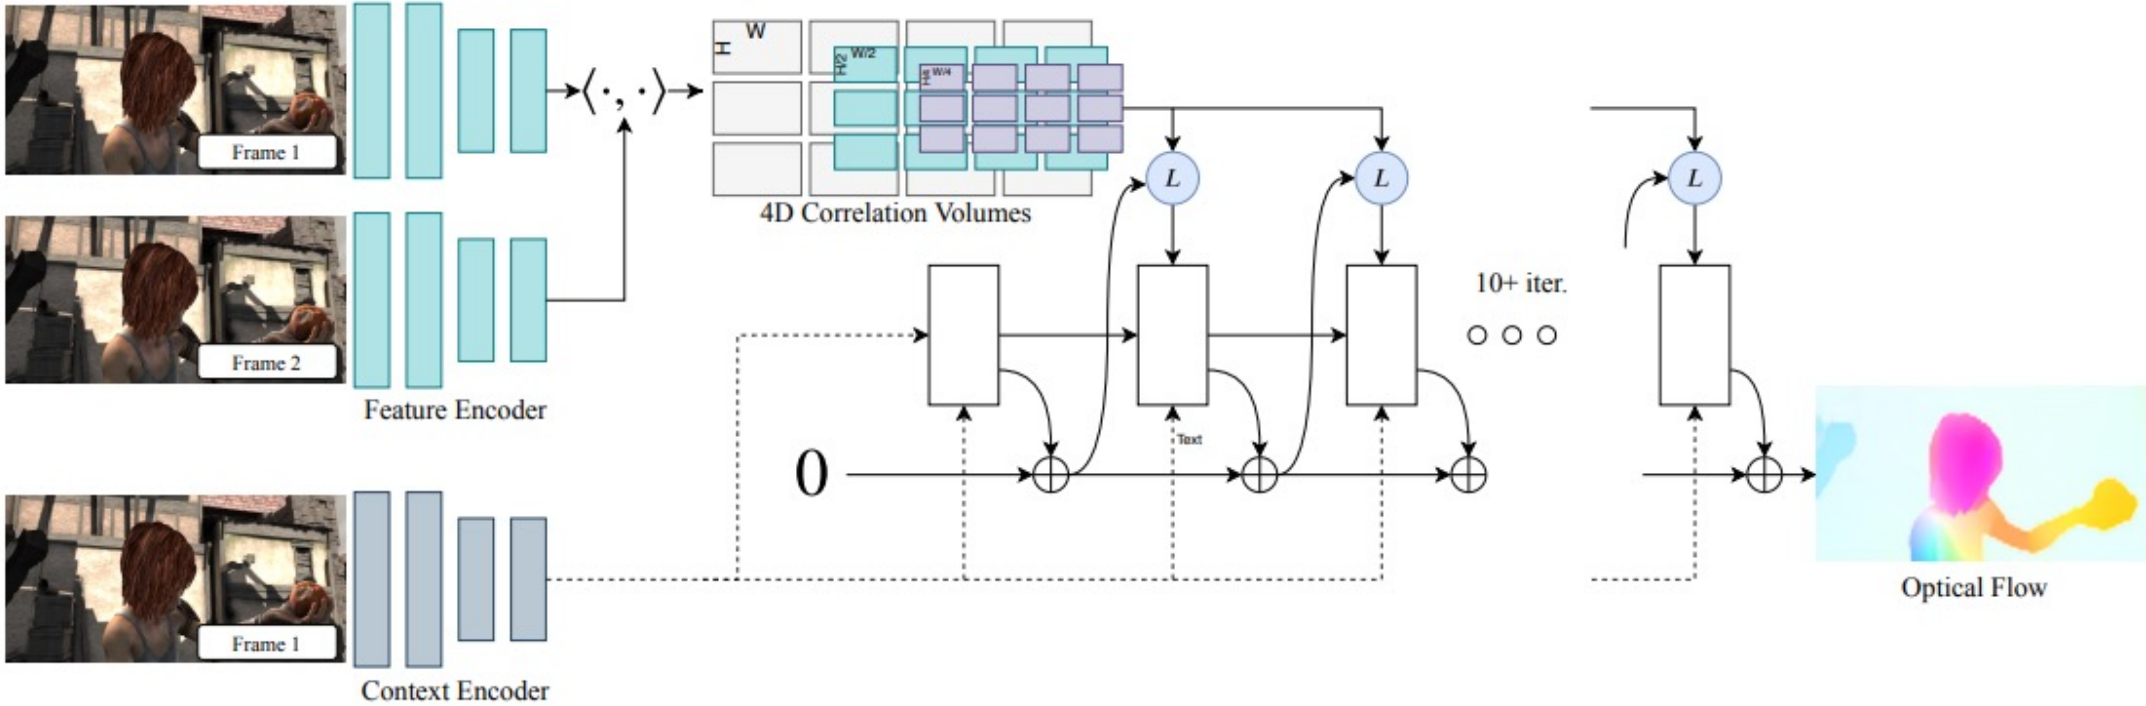 Frame 1
Frame 2
Feature Encoder
Frame 1
Context Encoder
⟨·,·⟩
H
W
H/2
W/2
H/4
W/4
4D Correlation Volumes
L
L
L
10+ iter.
Text
0
Optical Flow